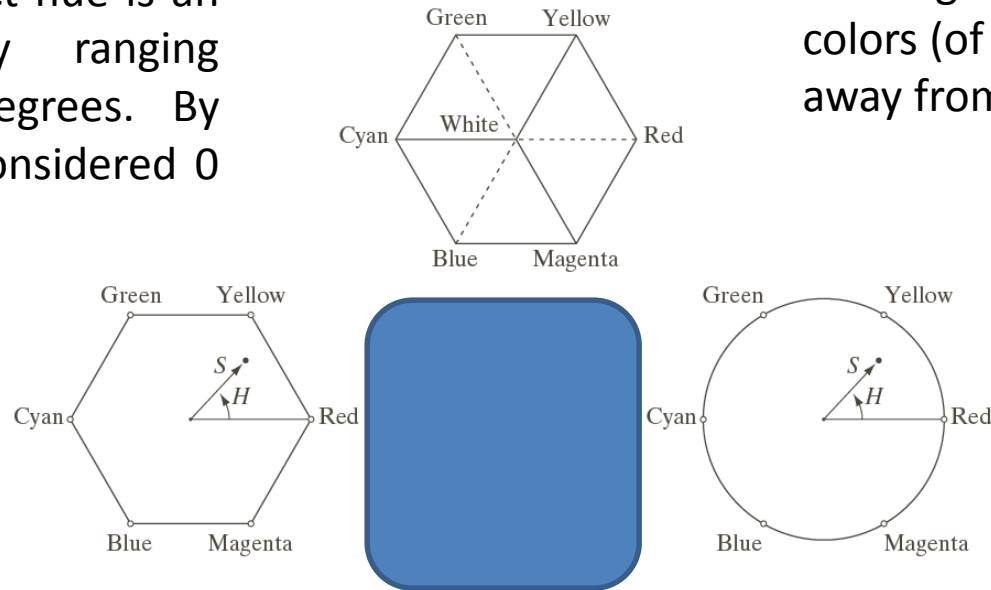 y ranging
egrees. By
onsidered 0
colors (of
away from
Green Yellow
Cyan White Red
Blue Magenta
Green Yellow
S
H
Cyan Red
Blue Magenta
Green Yellow
S
H
Cyan Red
Blue Magenta